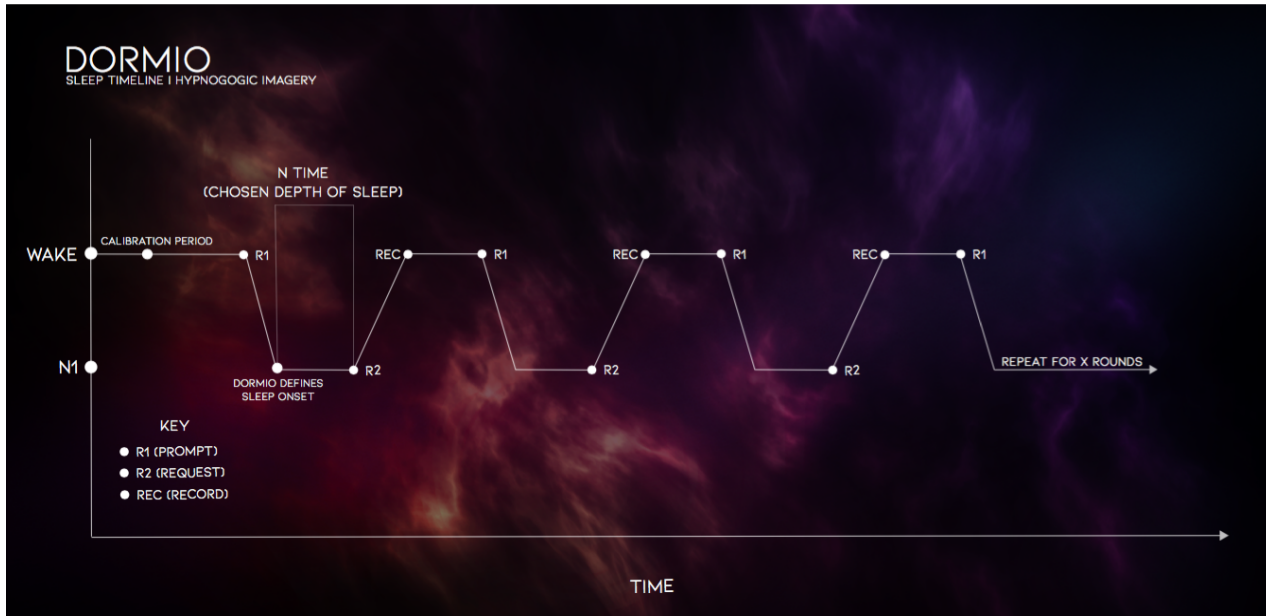 DORMIO
SLEEP TIMELINE | HYPNOGOGIC IMAGERY
N TIME
(CHOSEN DEPTH OF SLEEP)
WAKE
CALIBRATION PERIOD
R1
REC
R1
REC
R1
REC
R1
N1
DORMIO DEFINES
SLEEP ONSET
R2
R2
R2
REPEAT FOR X ROUNDS
KEY
R1 (PROMPT)
R2 (REQUEST)
REC (RECORD)
TIME